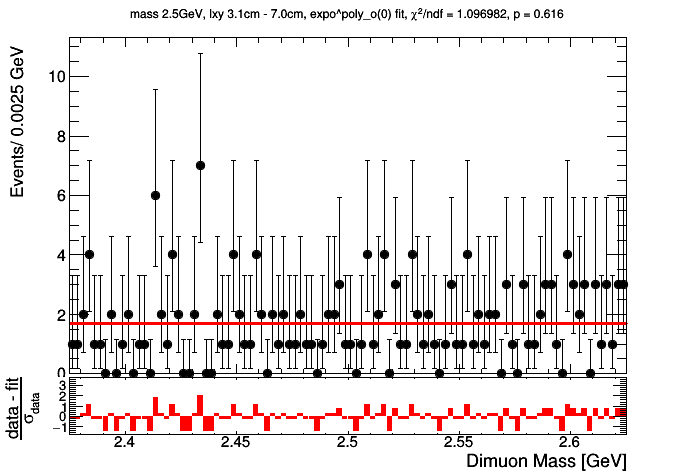 mass 2.5GeV, lxy 3.1cm - 7.0cm, expo^poly_o(0) fit, χ²/ndf = 1.096982, p = 0.616
Events/ 0.0025 GeV
10
8
6
4
2
0
data - fit
σdata
3
2
1
0
−1
2.4 2.45 2.5 2.55 2.6
Dimuon Mass [GeV]